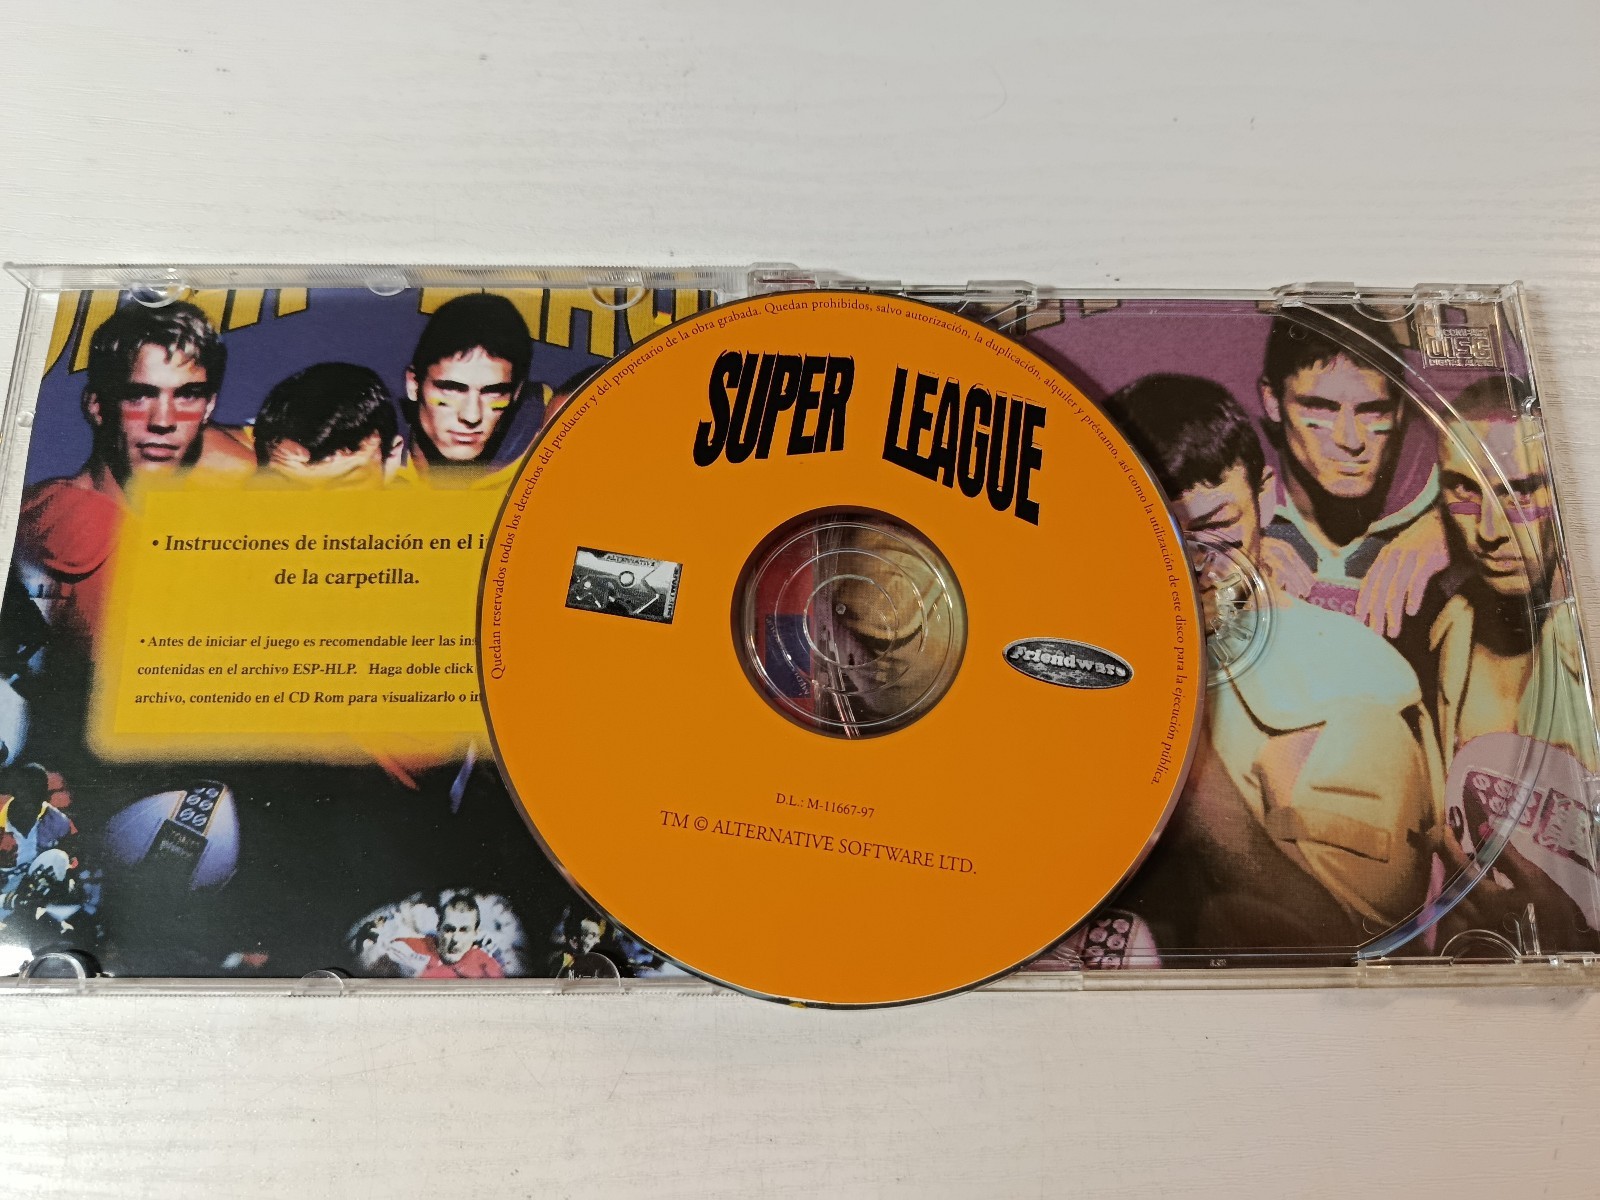 • Instrucciones de instalación en el
de la carpetilla.
• Antes de iniciar el juego es recomendable leer las
contenidas en el archivo ESP-HLP. Haga doble click
archivo, contenido en el CD Rom para visualizarlo o
Quedan reservados todos los derechos del productor y del propietario de la obra grabada. Quedan prohibidos, salvo autorización, la duplicación, alquiler y préstamo, así como la utilización de este disco para la ejecución pública.
SUPER LEAGUE
ALTERNATIVE
SOFTWARE
Friendware
D.L.: M-11667-97
TM © ALTERNATIVE SOFTWARE LTD.
COMPACT
disc
DIGITAL AUDIO